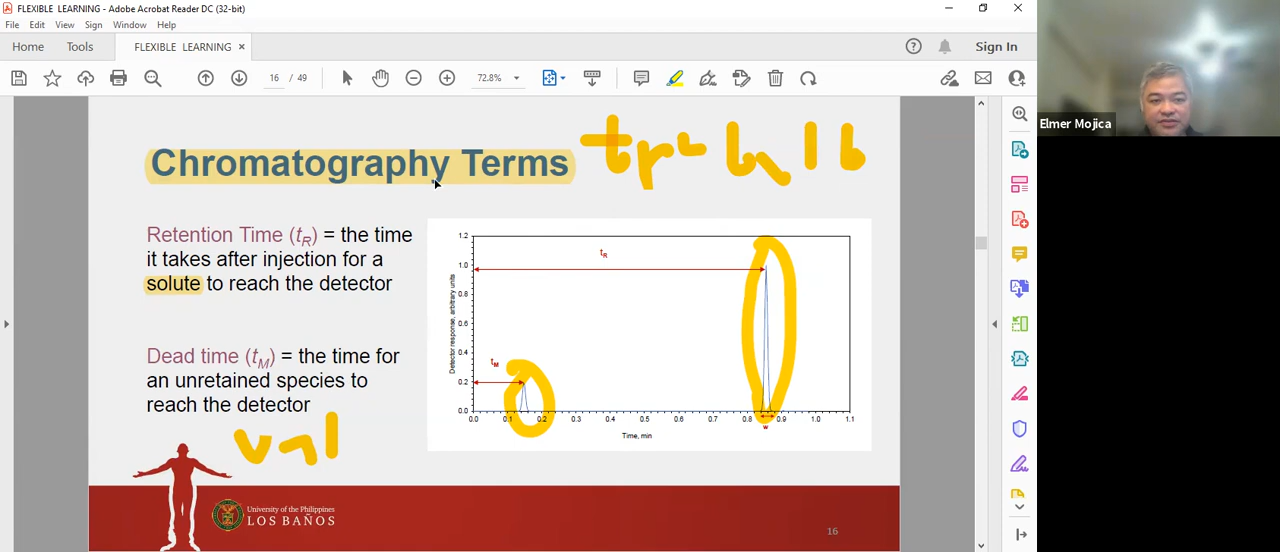 FLEXIBLE LEARNING - Adobe Acrobat Reader DC (32-bit)
File Edit View Sign Window Help
Home Tools FLEXIBLE LEARNING × Sign In
16 / 49 72.8%
Elmer Mojica
Chromatography Terms
Retention Time (tR) = the time
it takes after injection for a
solute to reach the detector
Dead time (tM) = the time for
an unretained species to
reach the detector
Detector response, arbitrary units
1.2
1.0
0.8
0.6
0.4
0.2
0.0
tR
tM
w
0.0 0.1 0.2 0.3 0.4 0.5 0.6 0.7 0.8 0.9 1.0 1.1
Time, min
University of the Philippines
LOS BAÑOS
16